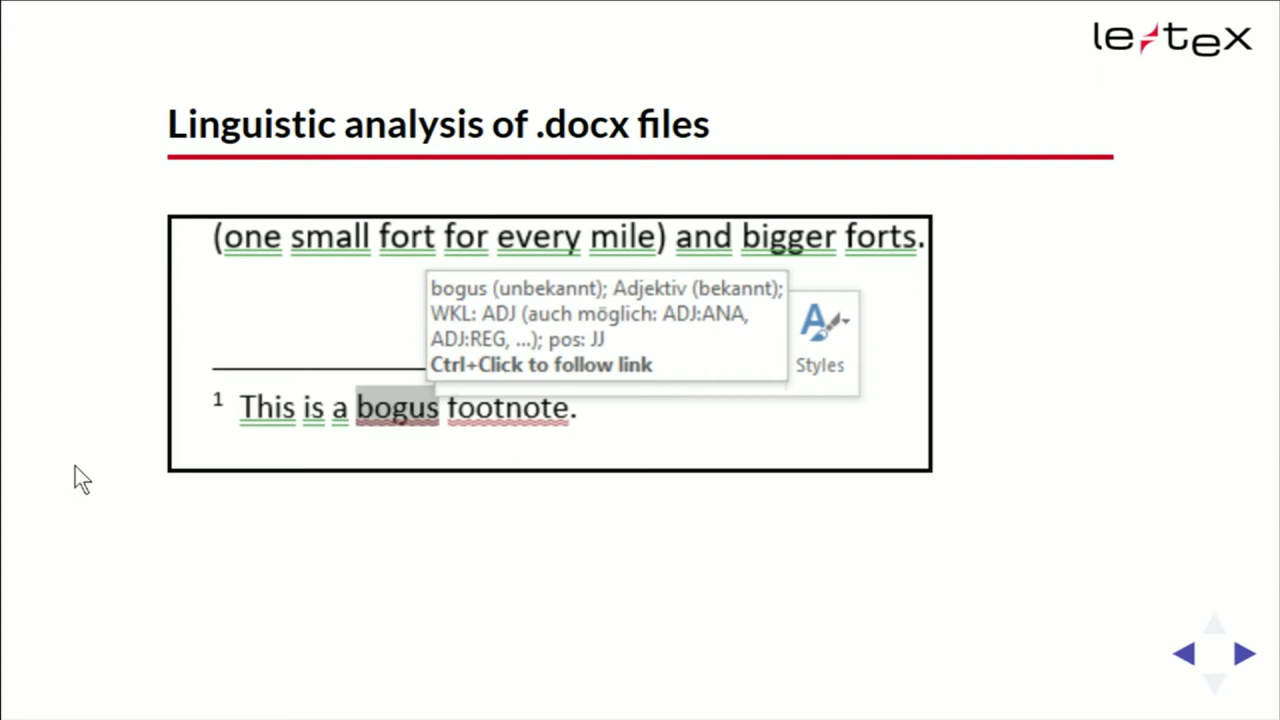 le-tex
Linguistic analysis of .docx files
(one small fort for every mile) and bigger forts.
bogus (unbekannt); Adjektiv (bekannt);
WKL: ADJ (auch möglich: ADJ:ANA,
ADJ:REG, ...); pos: JJ
Ctrl+Click to follow link
Styles
1 This is a bogus footnote.